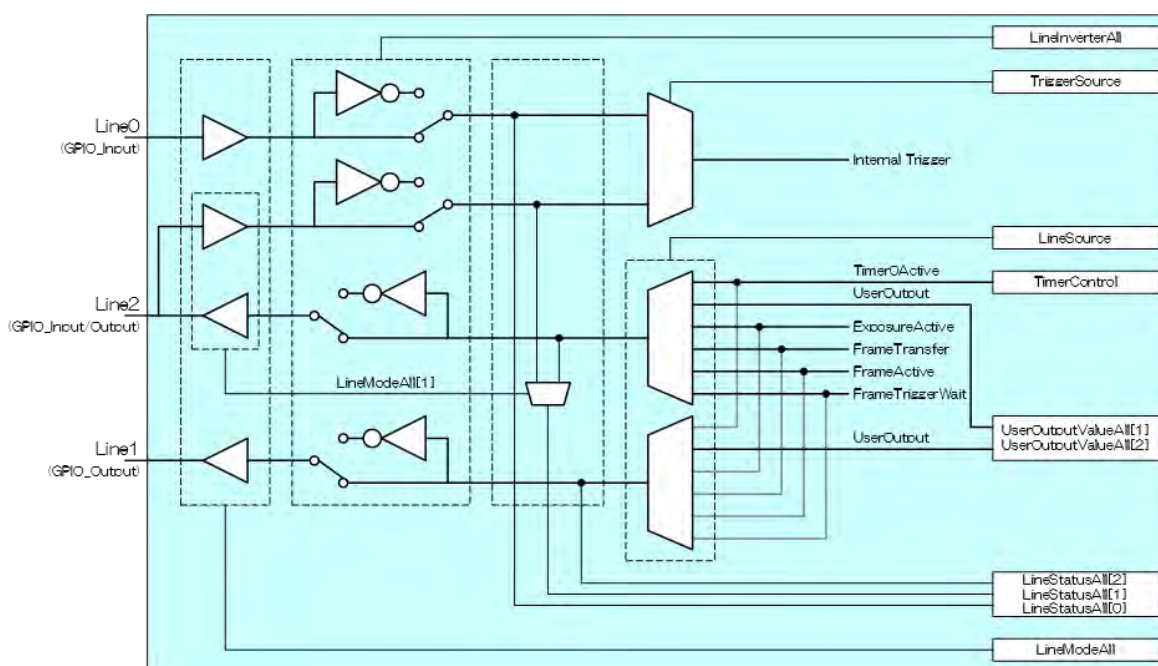 LineInverterAll
TriggerSource
Line0
(GPIO_Input)
Internal Trigger
LineSource
Timer0Active
TimerControl
UserOutput
Line2
(GPIO_Input/Output)
ExposureActive
FrameTransfer
FrameActive
LineModeAll[1]
FrameTriggerWait
UserOutputValueAll[1]
UserOutputValueAll[2]
Line1
(GPIO_Output)
UserOutput
LineStatusAll[2]
LineStatusAll[1]
LineStatusAll[0]
LineModeAll